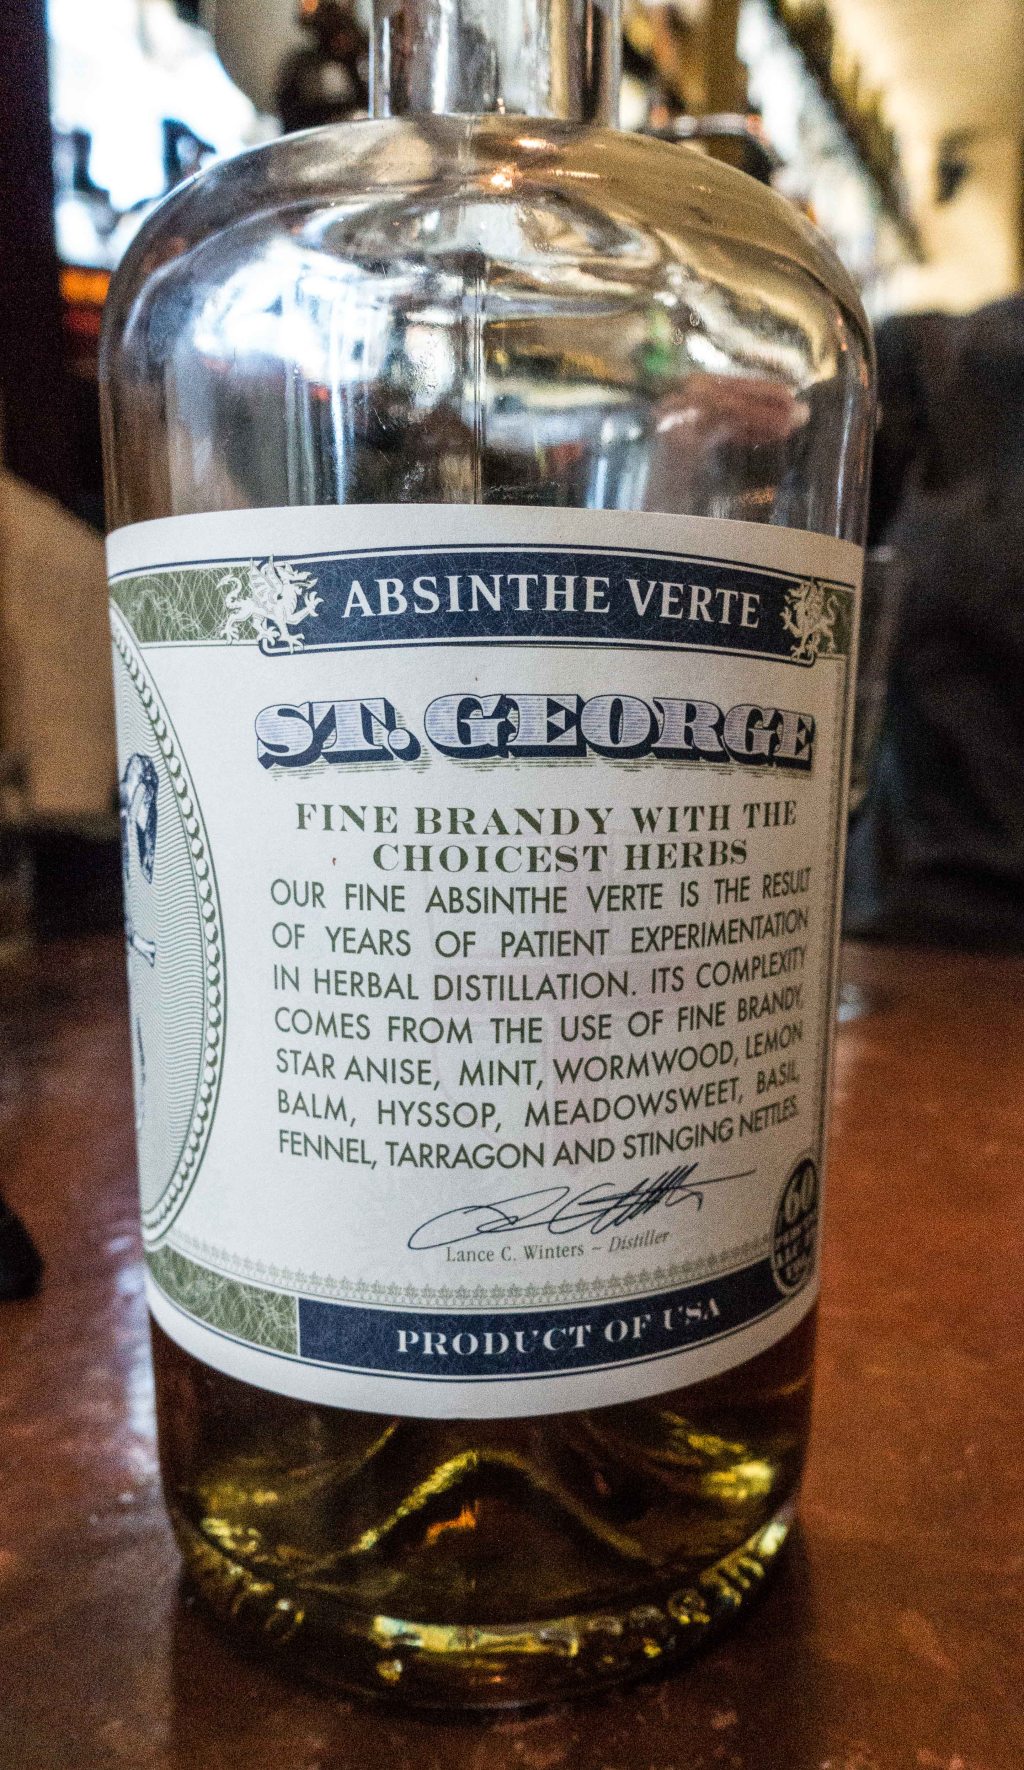 ABSINTHE VERTE
ST. GEORGE
FINE BRANDY WITH THE
CHOICEST HERBS
OUR FINE ABSINTHE VERTE IS THE RESULT
OF YEARS OF PATIENT EXPERIMENTATION
IN HERBAL DISTILLATION. ITS COMPLEXITY
COMES FROM THE USE OF FINE BRANDY,
STAR ANISE, MINT, WORMWOOD, LEMON
BALM, HYSSOP, MEADOWSWEET, BASIL,
FENNEL, TARRAGON AND STINGING NETTLES.
Lance C. Winters ~ Distiller
60
PRODUCT OF USA